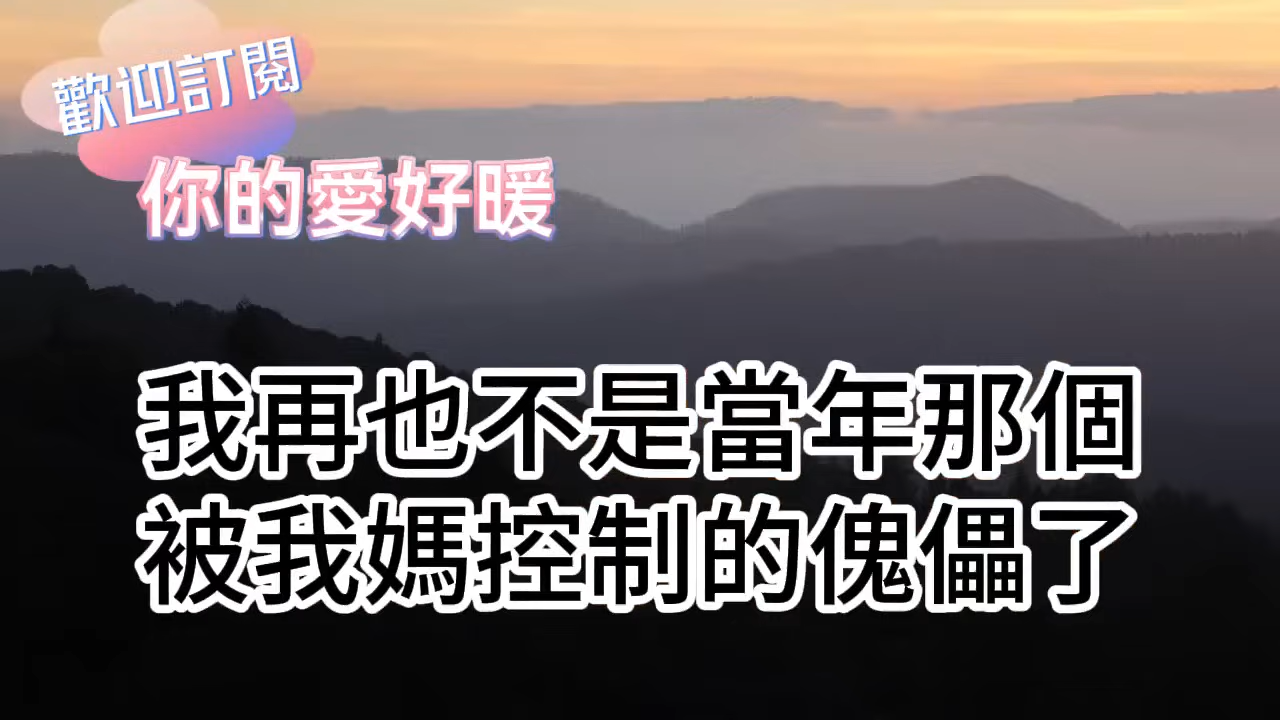 歡迎訂閱
你的愛好暖
我再也不是當年那個
被我媽控制的傀儡了